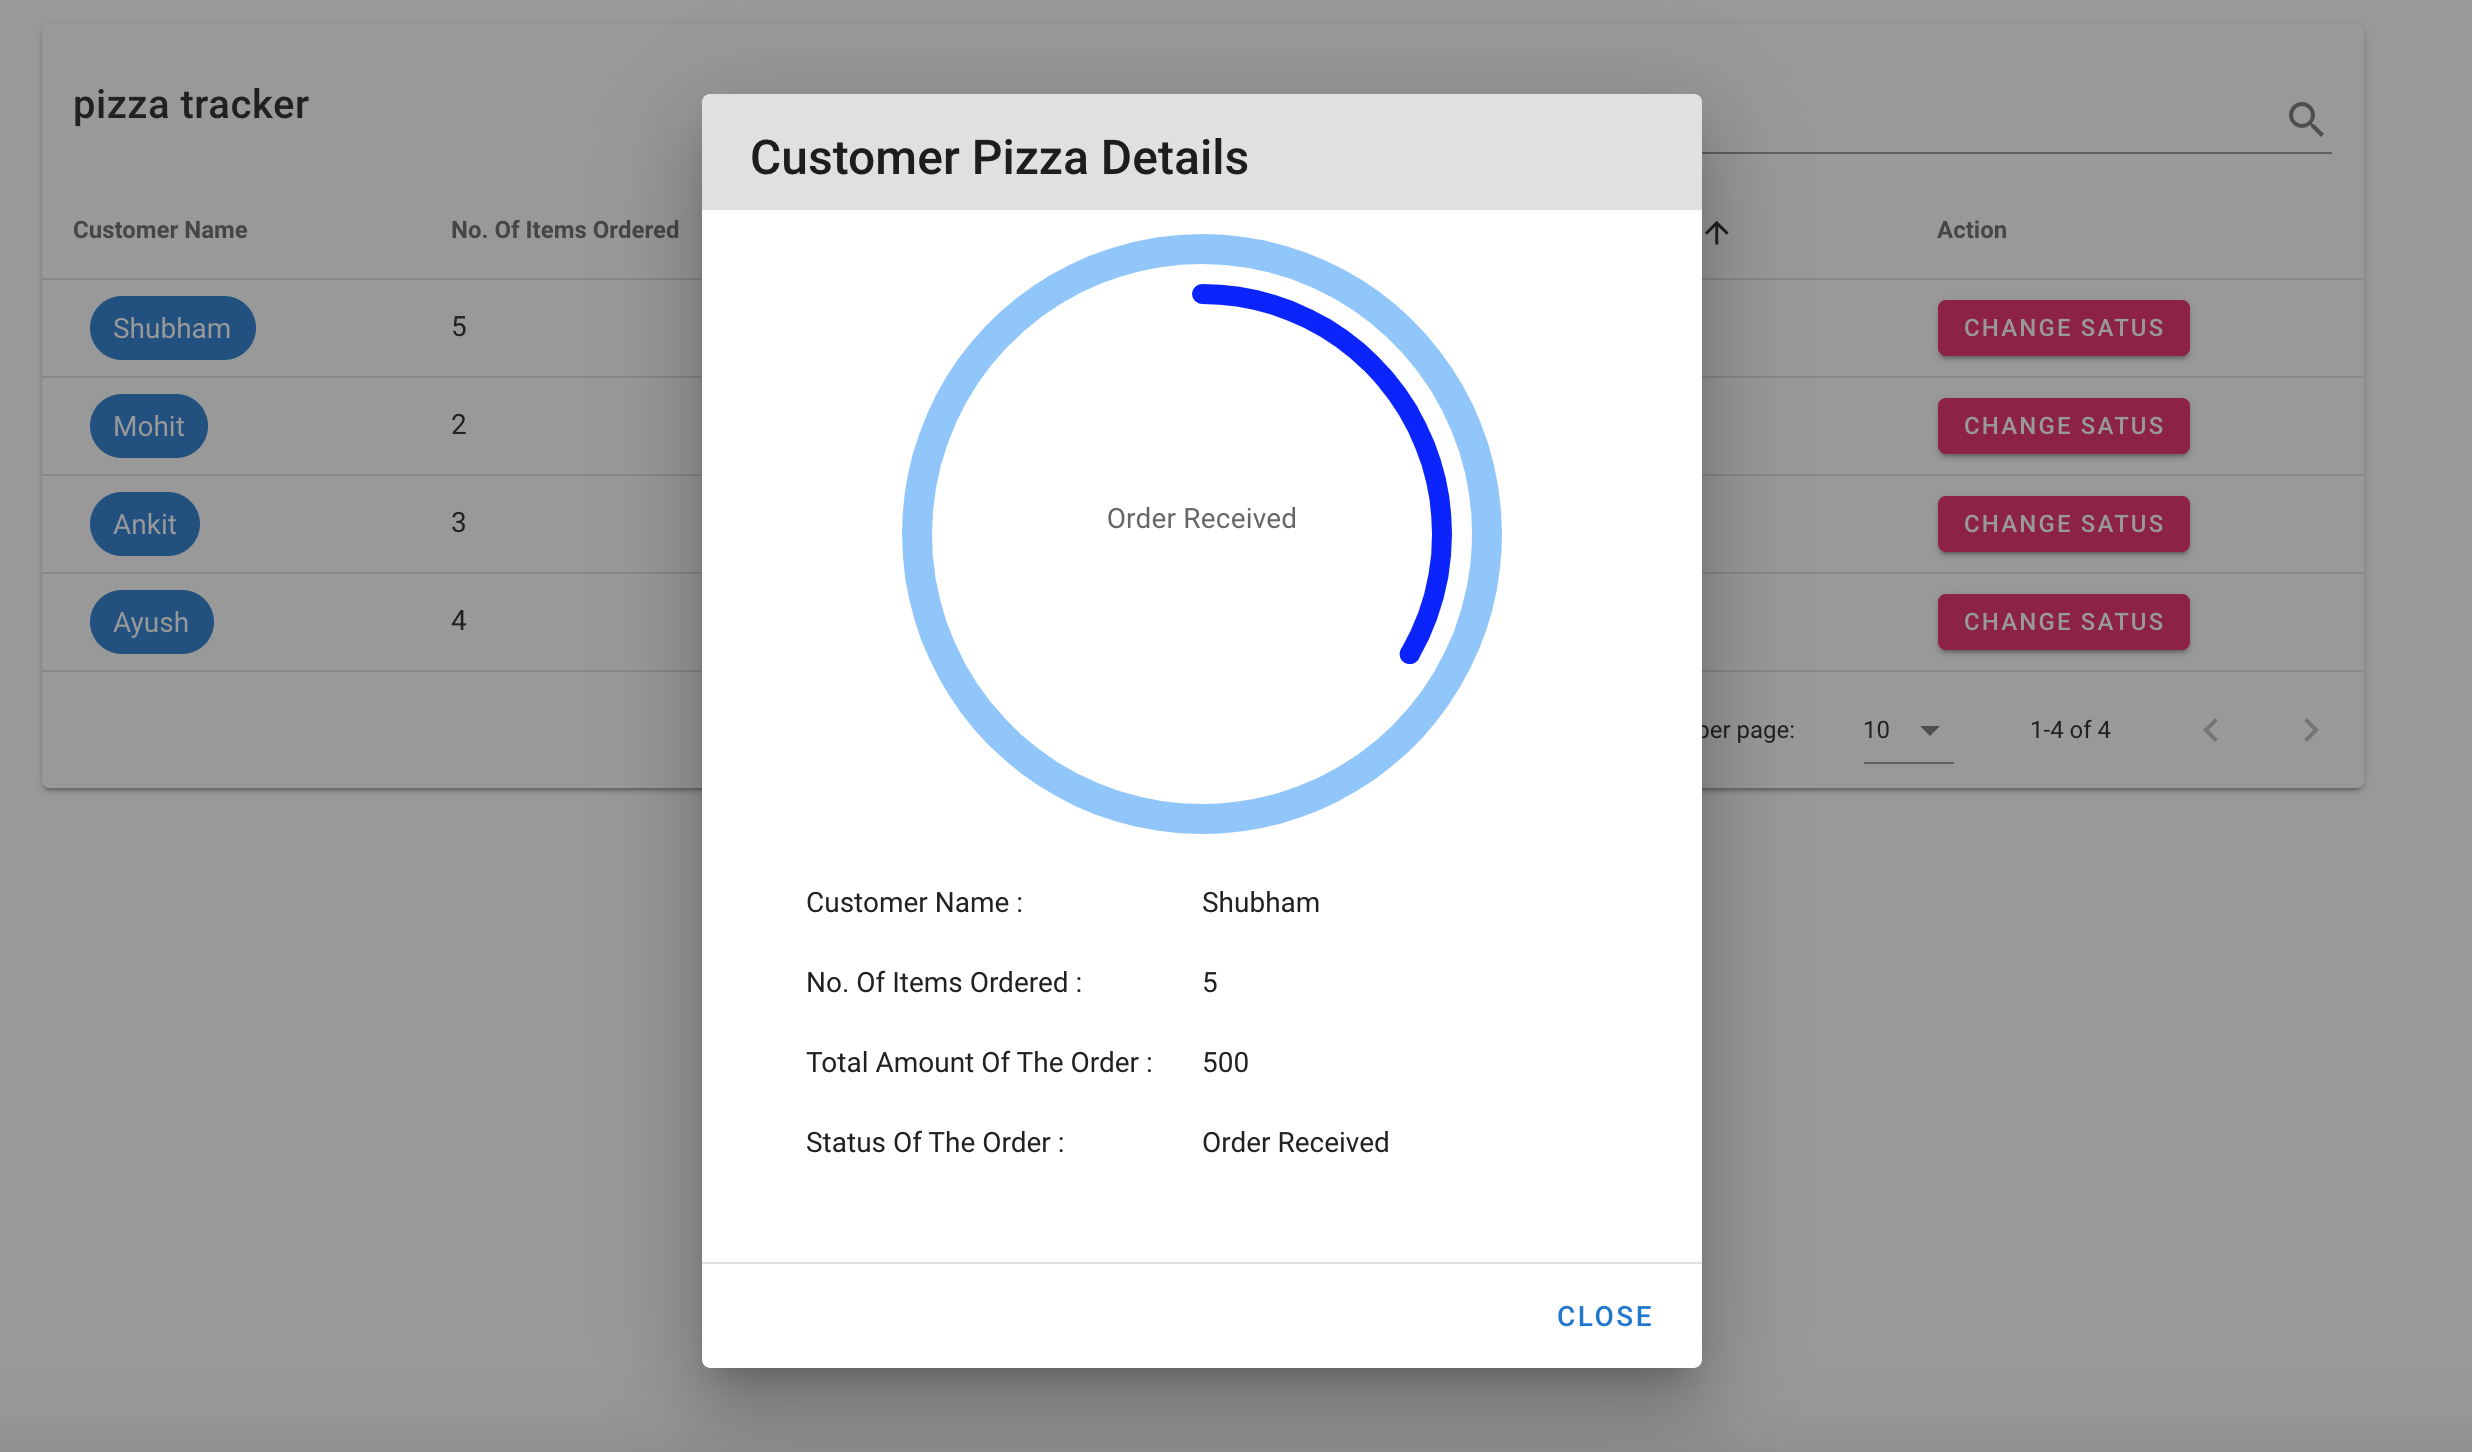 pizza tracker
Customer Pizza Details
Customer Name
No. Of Items Ordered
Action
Shubham
5
CHANGE SATUS
Mohit
2
CHANGE SATUS
Ankit
3
CHANGE SATUS
Ayush
4
CHANGE SATUS
Order Received
per page:
10
1-4 of 4
Customer Name : Shubham
No. Of Items Ordered : 5
Total Amount Of The Order : 500
Status Of The Order : Order Received
CLOSE